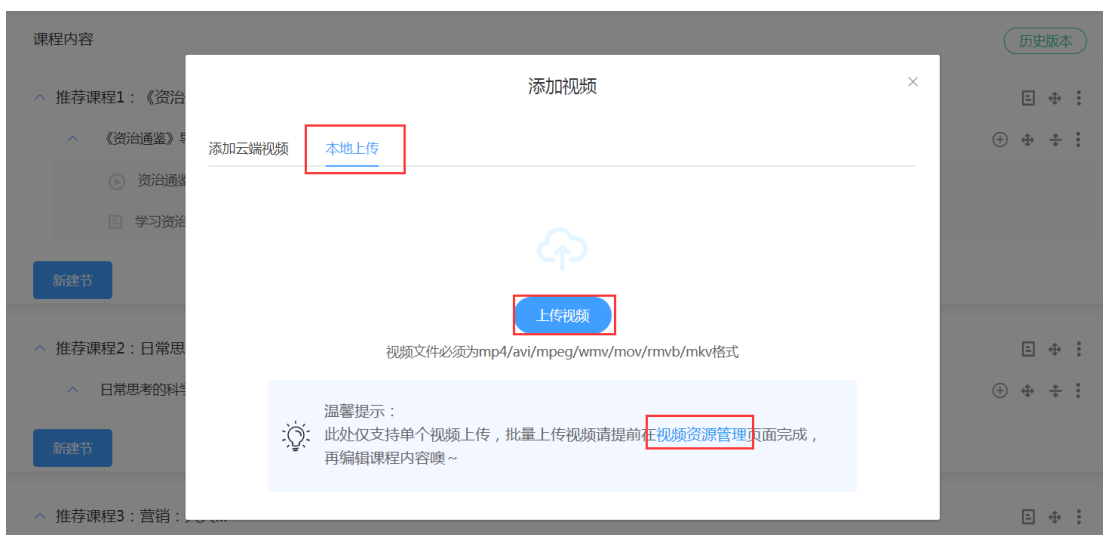 课程内容
历史版本
添加视频
推荐课程1：《资治
《资治通鉴》
添加云端视频
本地上传
资治通鉴
学习资治
新建节
上传视频
推荐课程2：日常思
视频文件必须为mp4/avi/mpeg/wmv/mov/rmvb/mkv格式
日常思考的科学
温馨提示：
此处仅支持单个视频上传，批量上传视频请提前在视频资源管理页面完成，
新建节
再编辑课程内容噢～
推荐课程3：营销：